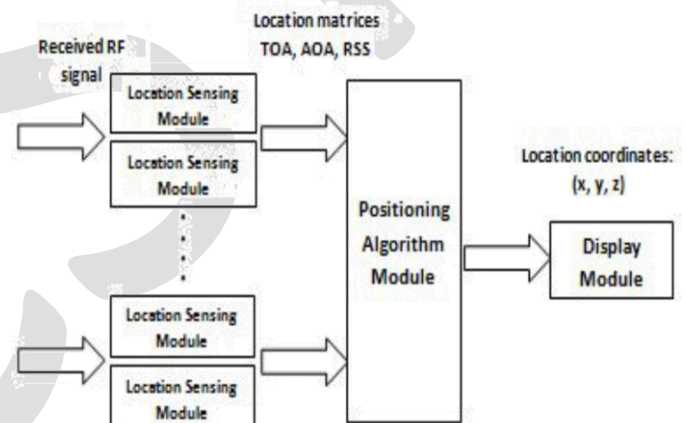 Received RF
signal
Location matrices
TOA, AOA, RSS
Location Sensing
Module
Location Sensing
Module
Location Sensing
Module
Location Sensing
Module
Positioning
Algorithm
Module
Location coordinates:
(x, y, z)
Display
Module